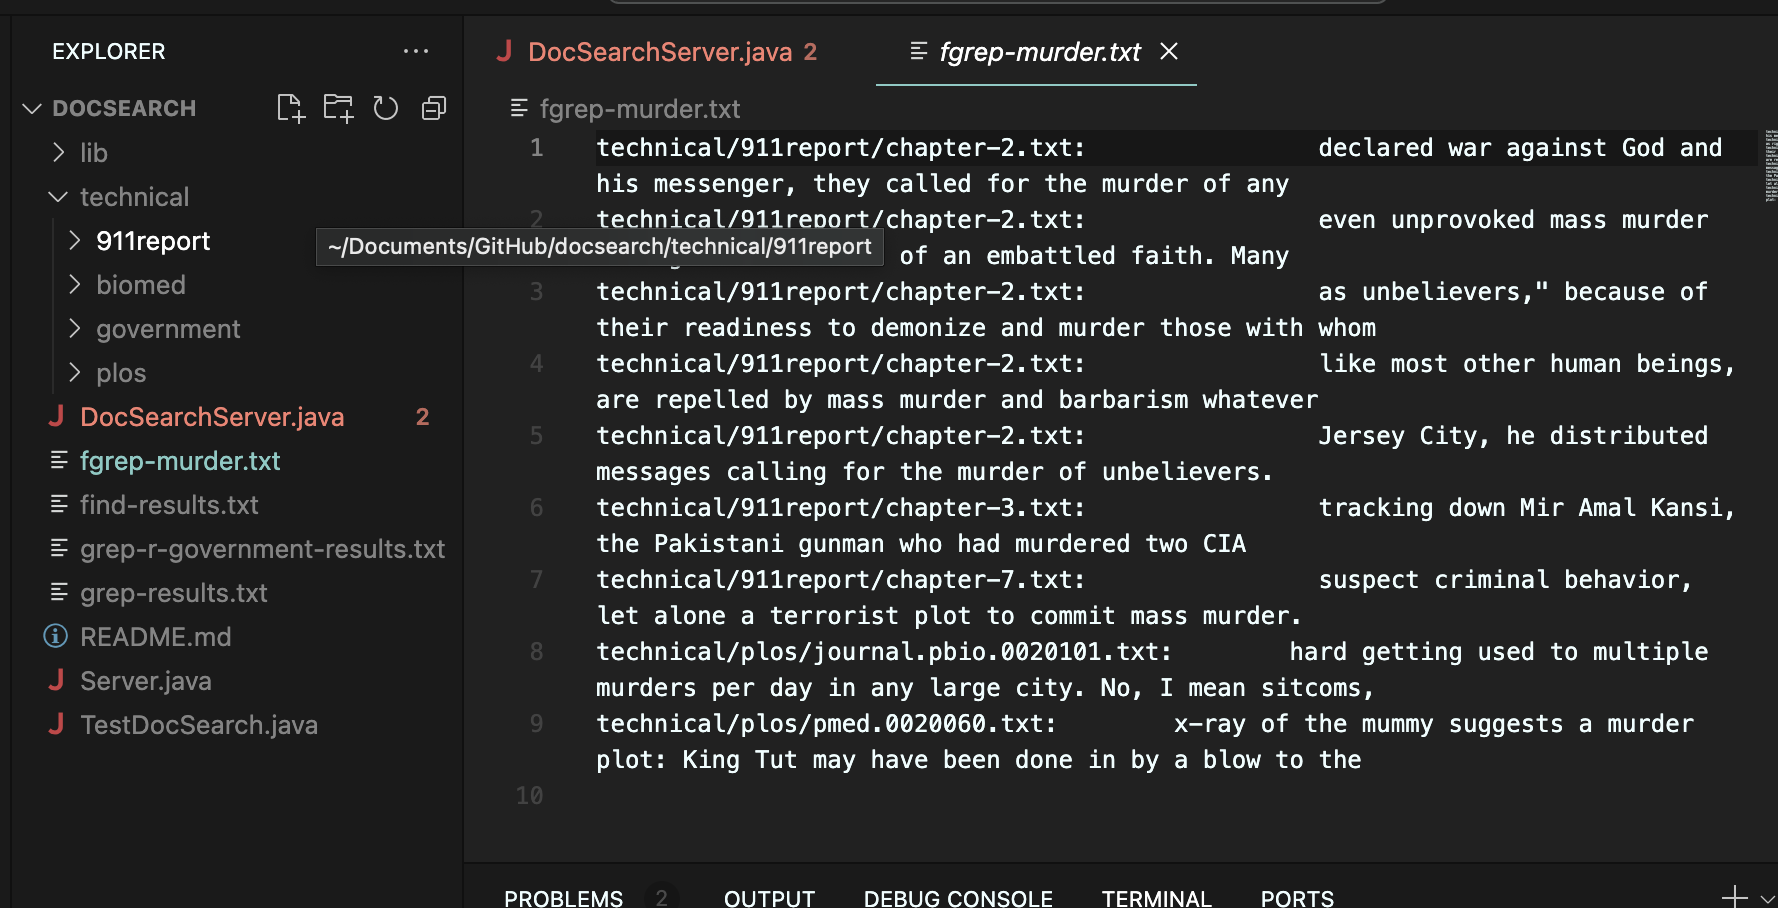 EXPLORER
DOCSEARCH
lib
technical
911report
biomed
government
plos
DocSearchServer.java 2
fgrep-murder.txt
find-results.txt
grep-r-government-results.txt
grep-results.txt
README.md
Server.java
TestDocSearch.java
~/Documents/GitHub/docsearch/technical/911report
DocSearchServer.java 2
fgrep-murder.txt
fgrep-murder.txt
1 technical/911report/chapter-2.txt: declared war against God and
his messenger, they called for the murder of any
2 technical/911report/chapter-2.txt: even unprovoked mass murder
of an embattled faith. Many
3 technical/911report/chapter-2.txt: as unbelievers," because of
their readiness to demonize and murder those with whom
4 technical/911report/chapter-2.txt: like most other human beings,
are repelled by mass murder and barbarism whatever
5 technical/911report/chapter-2.txt: Jersey City, he distributed
messages calling for the murder of unbelievers.
6 technical/911report/chapter-3.txt: tracking down Mir Amal Kansi,
the Pakistani gunman who had murdered two CIA
7 technical/911report/chapter-7.txt: suspect criminal behavior,
let alone a terrorist plot to commit mass murder.
8 technical/plos/journal.pbio.0020101.txt: hard getting used to multiple
murders per day in any large city. No, I mean sitcoms,
9 technical/plos/pmed.0020060.txt: x-ray of the mummy suggests a murder
plot: King Tut may have been done in by a blow to the
10
PROBLEMS 2 OUTPUT DEBUG CONSOLE TERMINAL PORTS